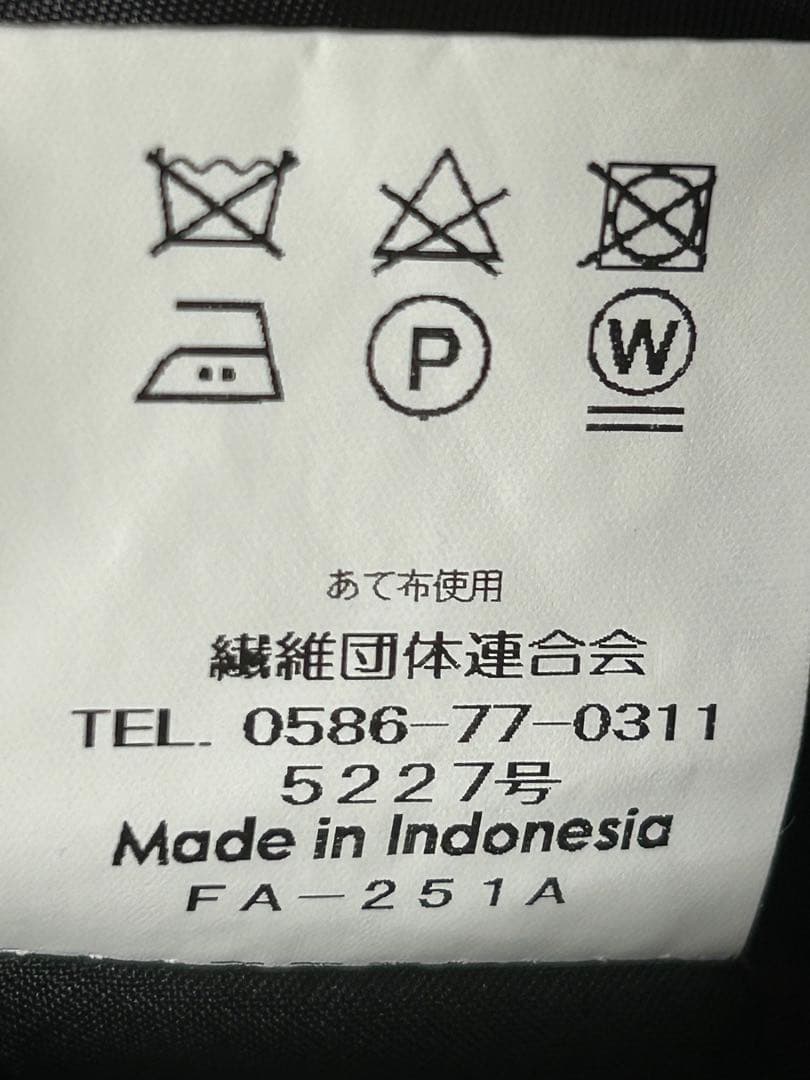 P
W
あて布使用
繊維団体連合会
TEL. 0586-77-0311
5227号
Made in Indonesia
FA-251A